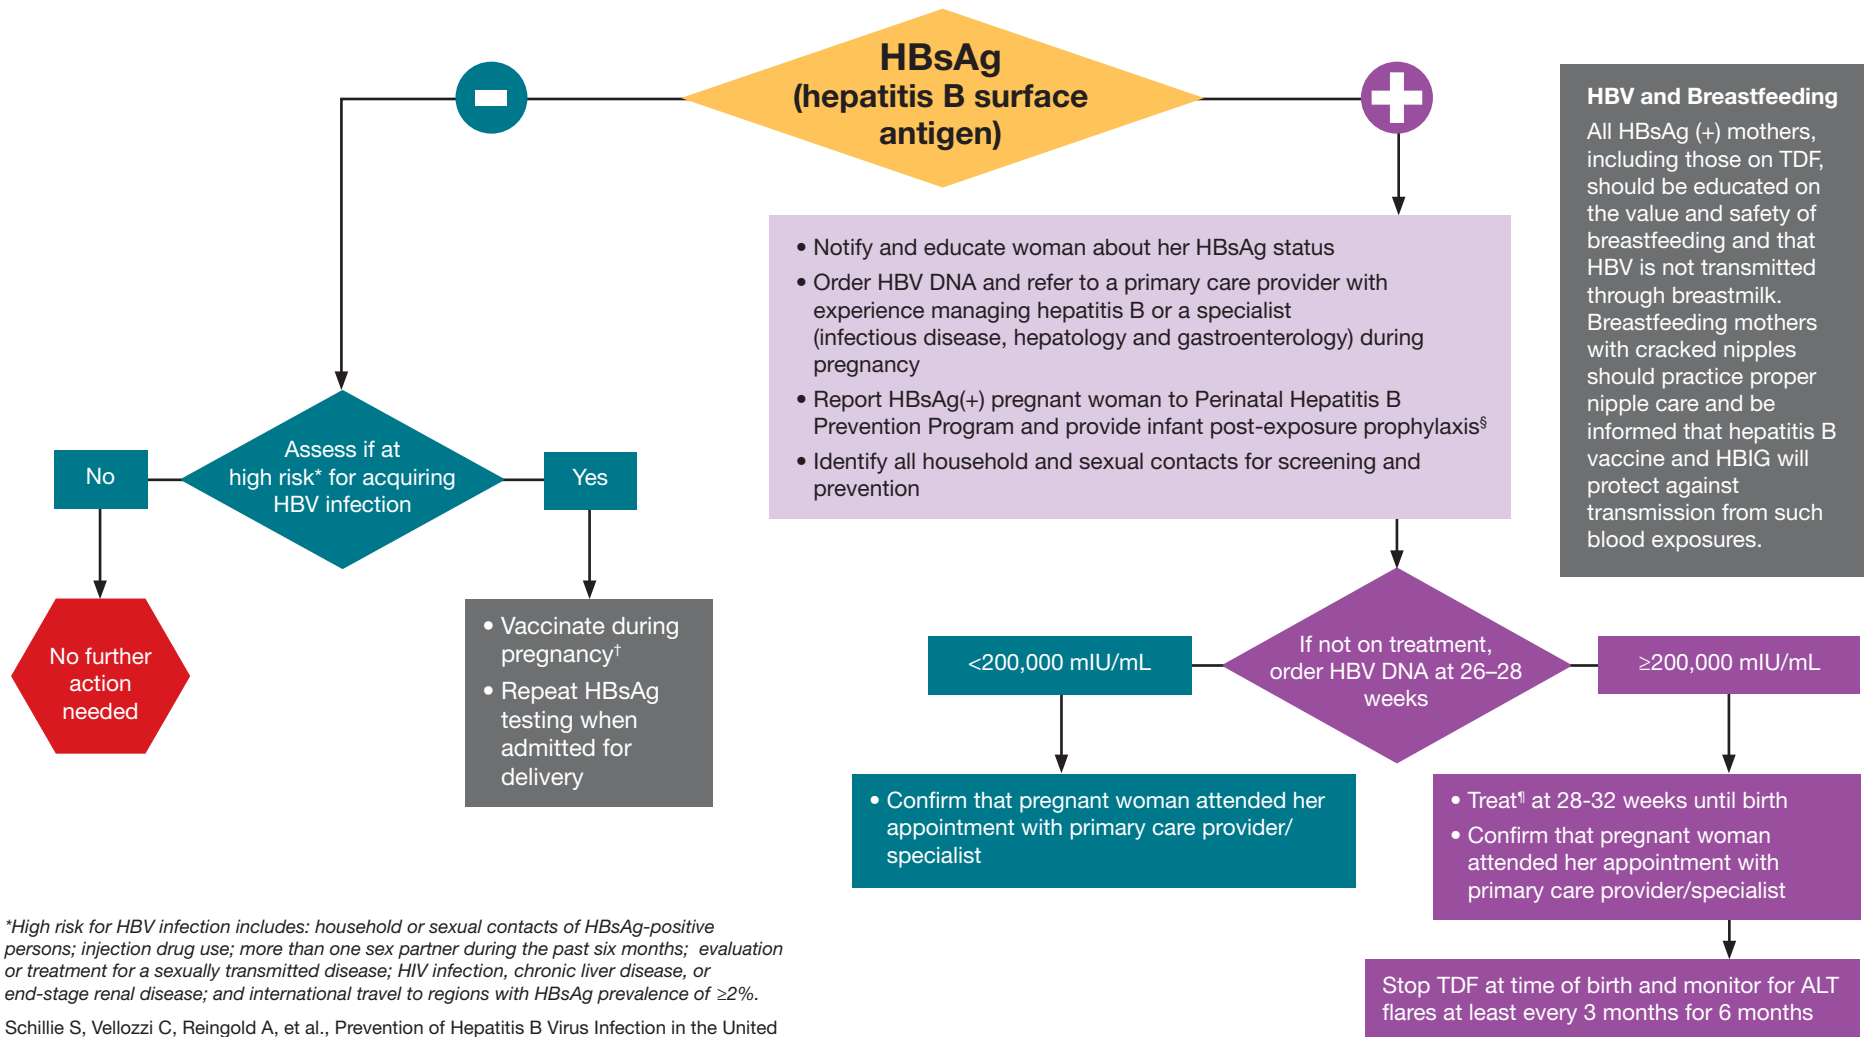 HBsAg
(hepatitis B surface
antigen)
HBV and Breastfeeding
All HBsAg (+) mothers,
including those on TDF,
should be educated on
the value and safety of
breastfeeding and that
HBV is not transmitted
through breastmilk.
Breastfeeding mothers
with cracked nipples
should practice proper
nipple care and be
informed that hepatitis B
vaccine and HBIG will
protect against
transmission from such
blood exposures.
• Notify and educate woman about her HBsAg status
• Order HBV DNA and refer to a primary care provider with
experience managing hepatitis B or a specialist
(infectious disease, hepatology and gastroenterology) during
pregnancy
• Report HBsAg(+) pregnant woman to Perinatal Hepatitis B
Prevention Program and provide infant post-exposure prophylaxis§
• Identify all household and sexual contacts for screening and
prevention
Assess if at
high risk* for acquiring
HBV infection
No
Yes
No further
action
needed
• Vaccinate during
pregnancy†
• Repeat HBsAg
testing when
admitted for
delivery
If not on treatment,
order HBV DNA at 26–28
weeks
<200,000 mIU/mL
≥200,000 mIU/mL
• Confirm that pregnant woman attended her
appointment with primary care provider/
specialist
• Treat¶ at 28-32 weeks until birth
• Confirm that pregnant woman
attended her appointment with
primary care provider/specialist
Stop TDF at time of birth and monitor for ALT
flares at least every 3 months for 6 months
*High risk for HBV infection includes: household or sexual contacts of HBsAg-positive
persons; injection drug use; more than one sex partner during the past six months; evaluation
or treatment for a sexually transmitted disease; HIV infection, chronic liver disease, or
end-stage renal disease; and international travel to regions with HBsAg prevalence of ≥2%.
Schillie S, Vellozzi C, Reingold A, et al., Prevention of Hepatitis B Virus Infection in the United